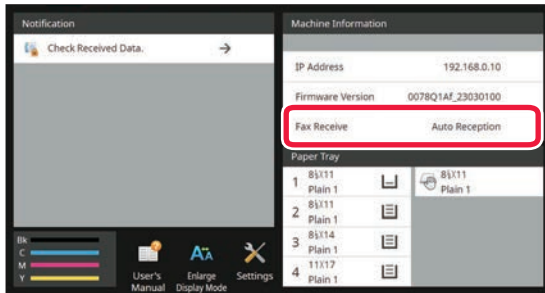 Notification
Check Received Data.
Machine Information
IP Address 192.168.0.10
Firmware Version 0078Q1Af_23030100
Fax Receive Auto Reception
Paper Tray
1 8½X11
Plain 1
2 8½X11
Plain 1
3 8½X14
Plain 1
4 11X17
Plain 1
8½X11
Plain 1
Bk
C
M
Y
User's
Manual
Enlarge
Display Mode
Settings